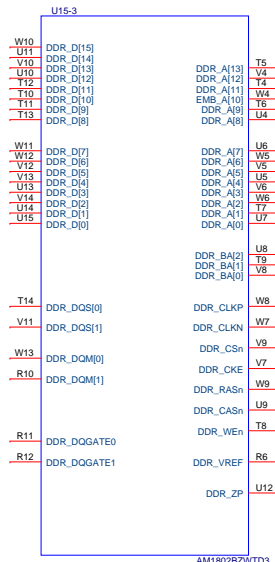 U15-3
W10 DDR_D[15]
U11 DDR_D[14]
V10 DDR_D[13]
U10 DDR_D[12]
T12 DDR_D[11]
T10 DDR_D[10]
T11 DDR_D[9]
T13 DDR_D[8]
W11 DDR_D[7]
W12 DDR_D[6]
V12 DDR_D[5]
V13 DDR_D[4]
U13 DDR_D[3]
V14 DDR_D[2]
U14 DDR_D[1]
U15 DDR_D[0]
T14 DDR_DQS[0]
V11 DDR_DQS[1]
W13 DDR_DQM[0]
R10 DDR_DQM[1]
R11 DDR_DQGATE0
R12 DDR_DQGATE1
DDR_A[13] T5
DDR_A[12] V4
DDR_A[11] T4
EMB_A[10] W4
DDR_A[9] T6
DDR_A[8] U4
DDR_A[7] U6
DDR_A[6] W5
DDR_A[5] V5
DDR_A[4] U5
DDR_A[3] V6
DDR_A[2] W6
DDR_A[1] T7
DDR_A[0] U7
DDR_BA[2] U8
DDR_BA[1] T9
DDR_BA[0] V8
DDR_CLKP W8
DDR_CLKN W7
DDR_CSn V9
DDR_CKE V7
DDR_RASn W9
DDR_CASn U9
DDR_WEn T8
DDR_VREF R6
DDR_ZP U12
AM1802BZWTD3